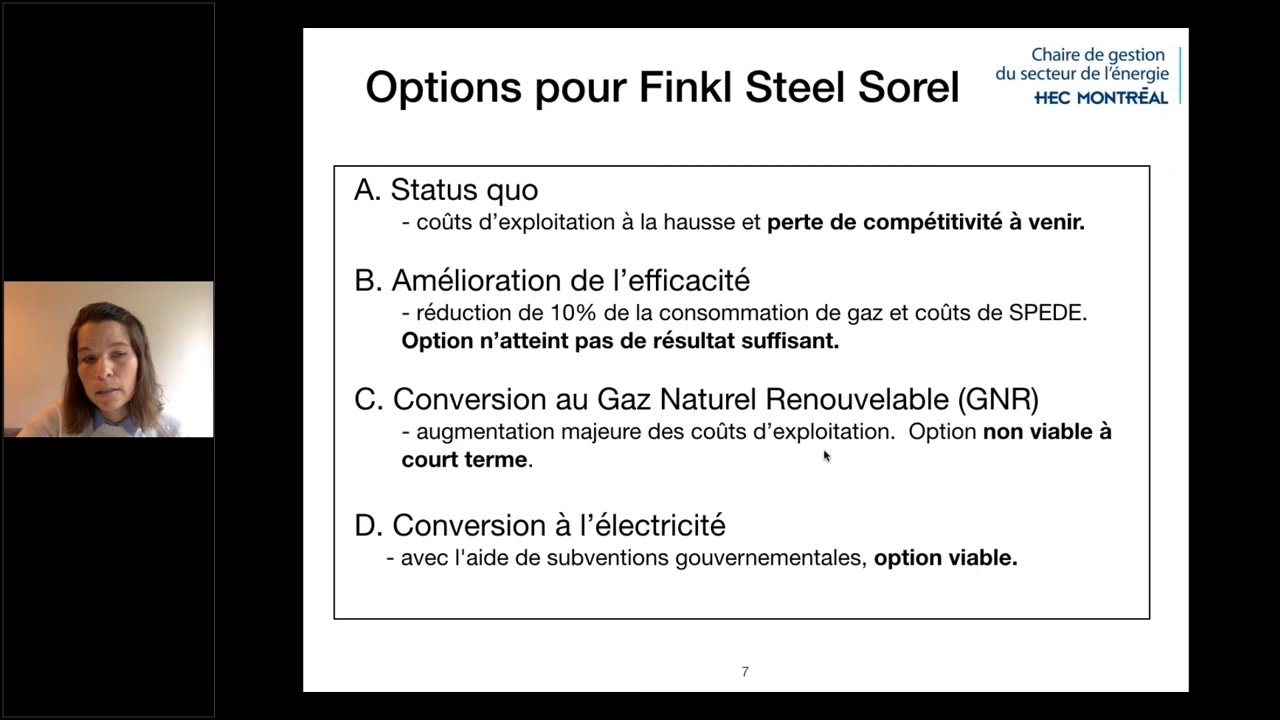 Chaire de gestion
du secteur de l'énergie
HEC MONTRÉAL
Options pour Finkl Steel Sorel
A. Status quo
- coûts d'exploitation à la hausse et perte de compétitivité à venir.
B. Amélioration de l'efficacité
- réduction de 10% de la consommation de gaz et coûts de SPEDE.
Option n'atteint pas de résultat suffisant.
C. Conversion au Gaz Naturel Renouvelable (GNR)
- augmentation majeure des coûts d'exploitation. Option non viable à
court terme.
D. Conversion à l'électricité
- avec l'aide de subventions gouvernementales, option viable.
7